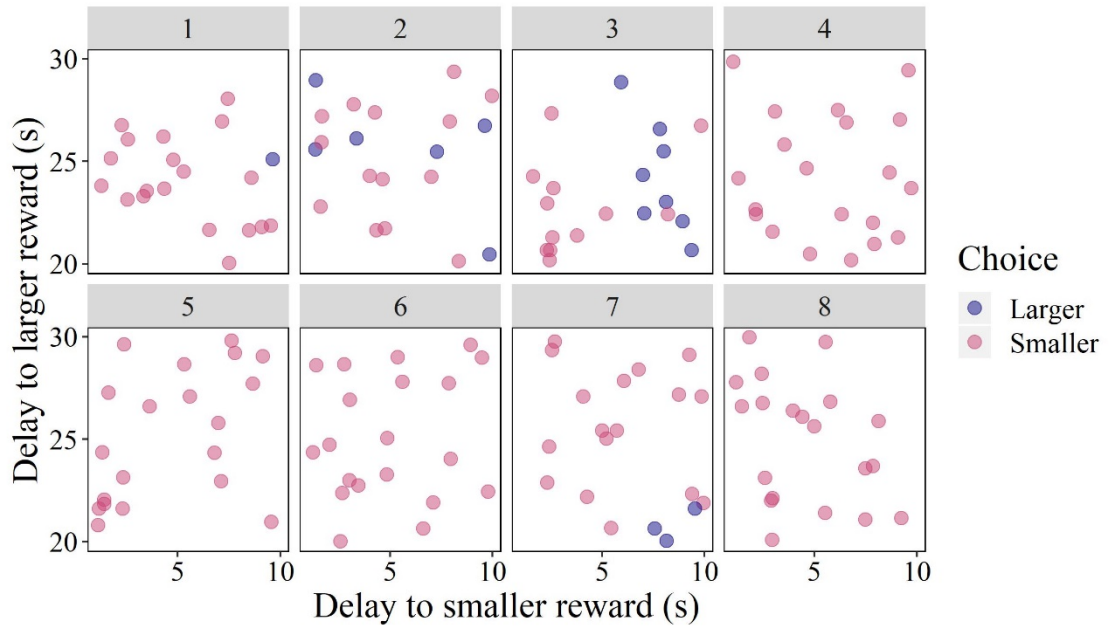 1 2 3 4
Delay to larger reward (s)
30
25
20
Choice
Larger
Smaller
5 6 7 8
30
25
20
5 10 5 10 5 10 5 10
Delay to smaller reward (s)